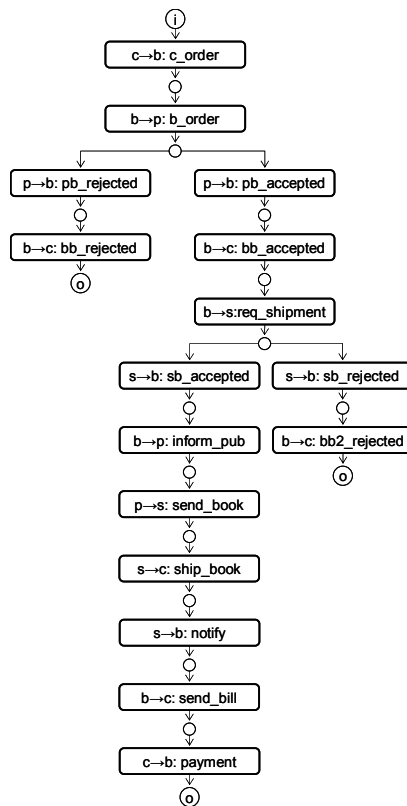 i
c→b: c_order
b→p: b_order
p→b: pb_rejected
p→b: pb_accepted
b→c: bb_rejected
b→c: bb_accepted
o
b→s:req_shipment
s→b: sb_accepted
s→b: sb_rejected
b→p: inform_pub
b→c: bb2_rejected
o
p→s: send_book
s→c: ship_book
s→b: notify
b→c: send_bill
c→b: payment
o